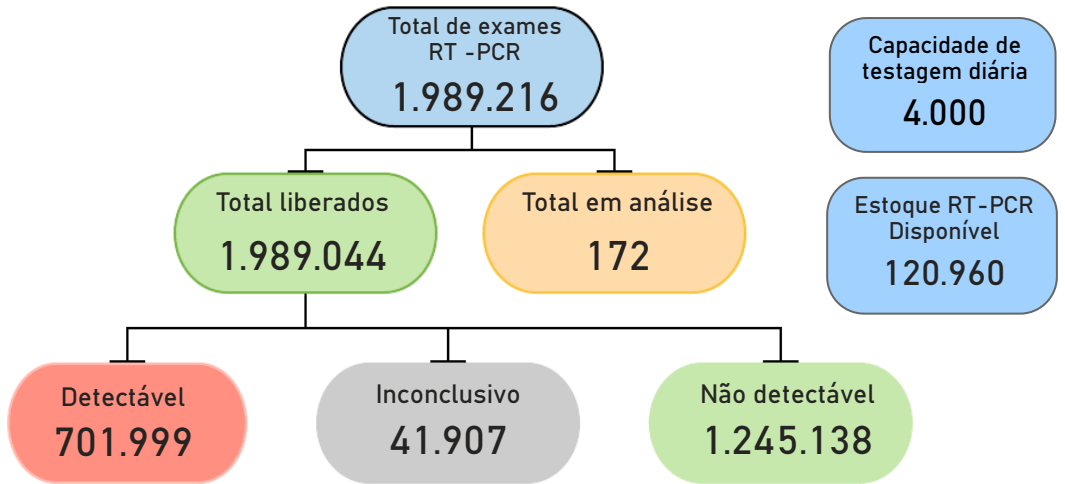 Total de exames
RT -PCR
1.989.216
Capacidade de
testagem diária
4.000
Total liberados
1.989.044
Total em análise
172
Estoque RT-PCR
Disponível
120.960
Detectável
701.999
Inconclusivo
41.907
Não detectável
1.245.138